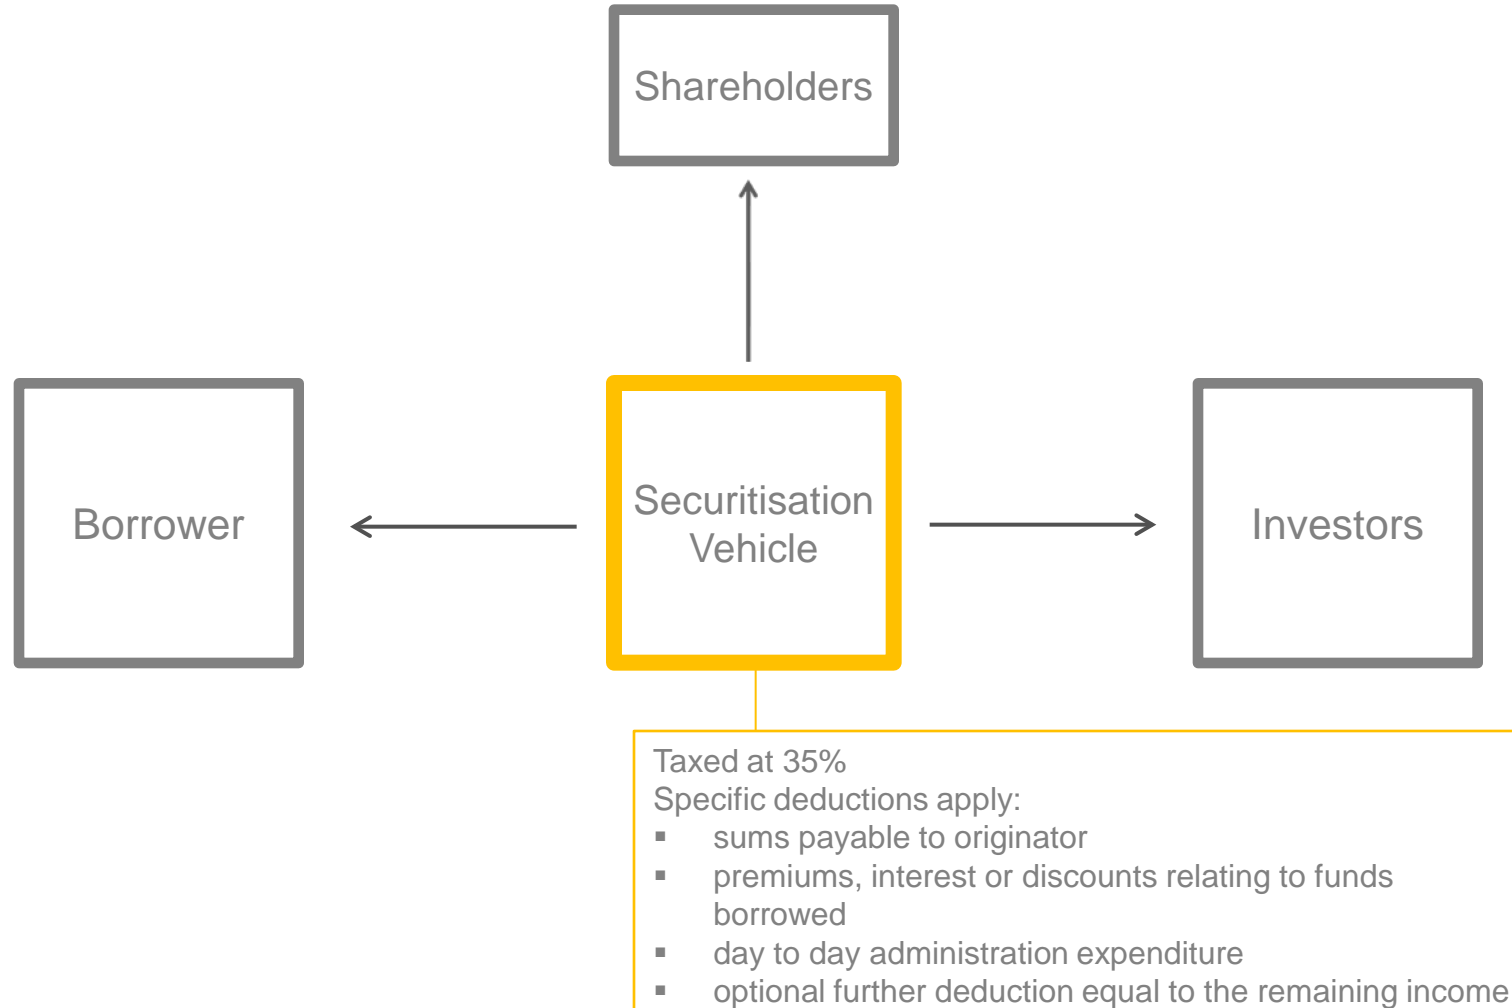 Shareholders
Borrower
Securitisation
Vehicle
Investors
Taxed at 35%
Specific deductions apply:
▪ sums payable to originator
▪ premiums, interest or discounts relating to funds
borrowed
▪ day to day administration expenditure
▪ optional further deduction equal to the remaining income